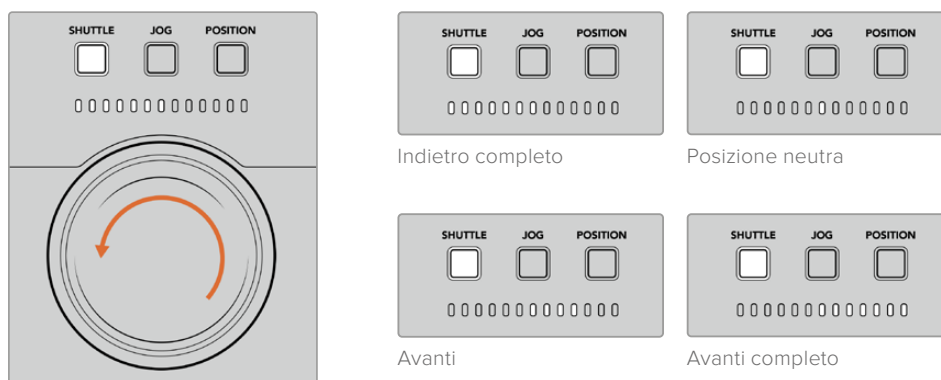 SHUTTLE JOG POSITION
SHUTTLE JOG POSITION
Indietro completo
SHUTTLE JOG POSITION
Posizione neutra
SHUTTLE JOG POSITION
Avanti
SHUTTLE JOG POSITION
Avanti completo